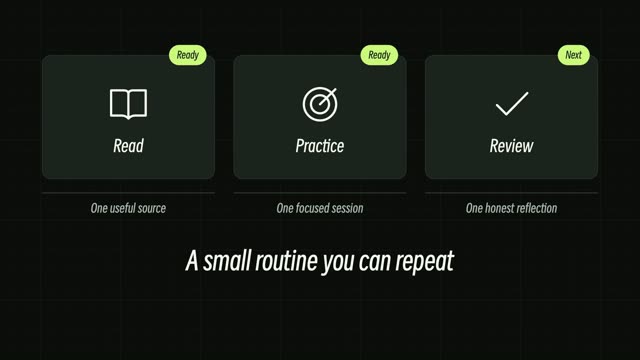 Ready
Read
One useful source
Ready
Practice
One focused session
Next
Review
One honest reflection
A small routine you can repeat